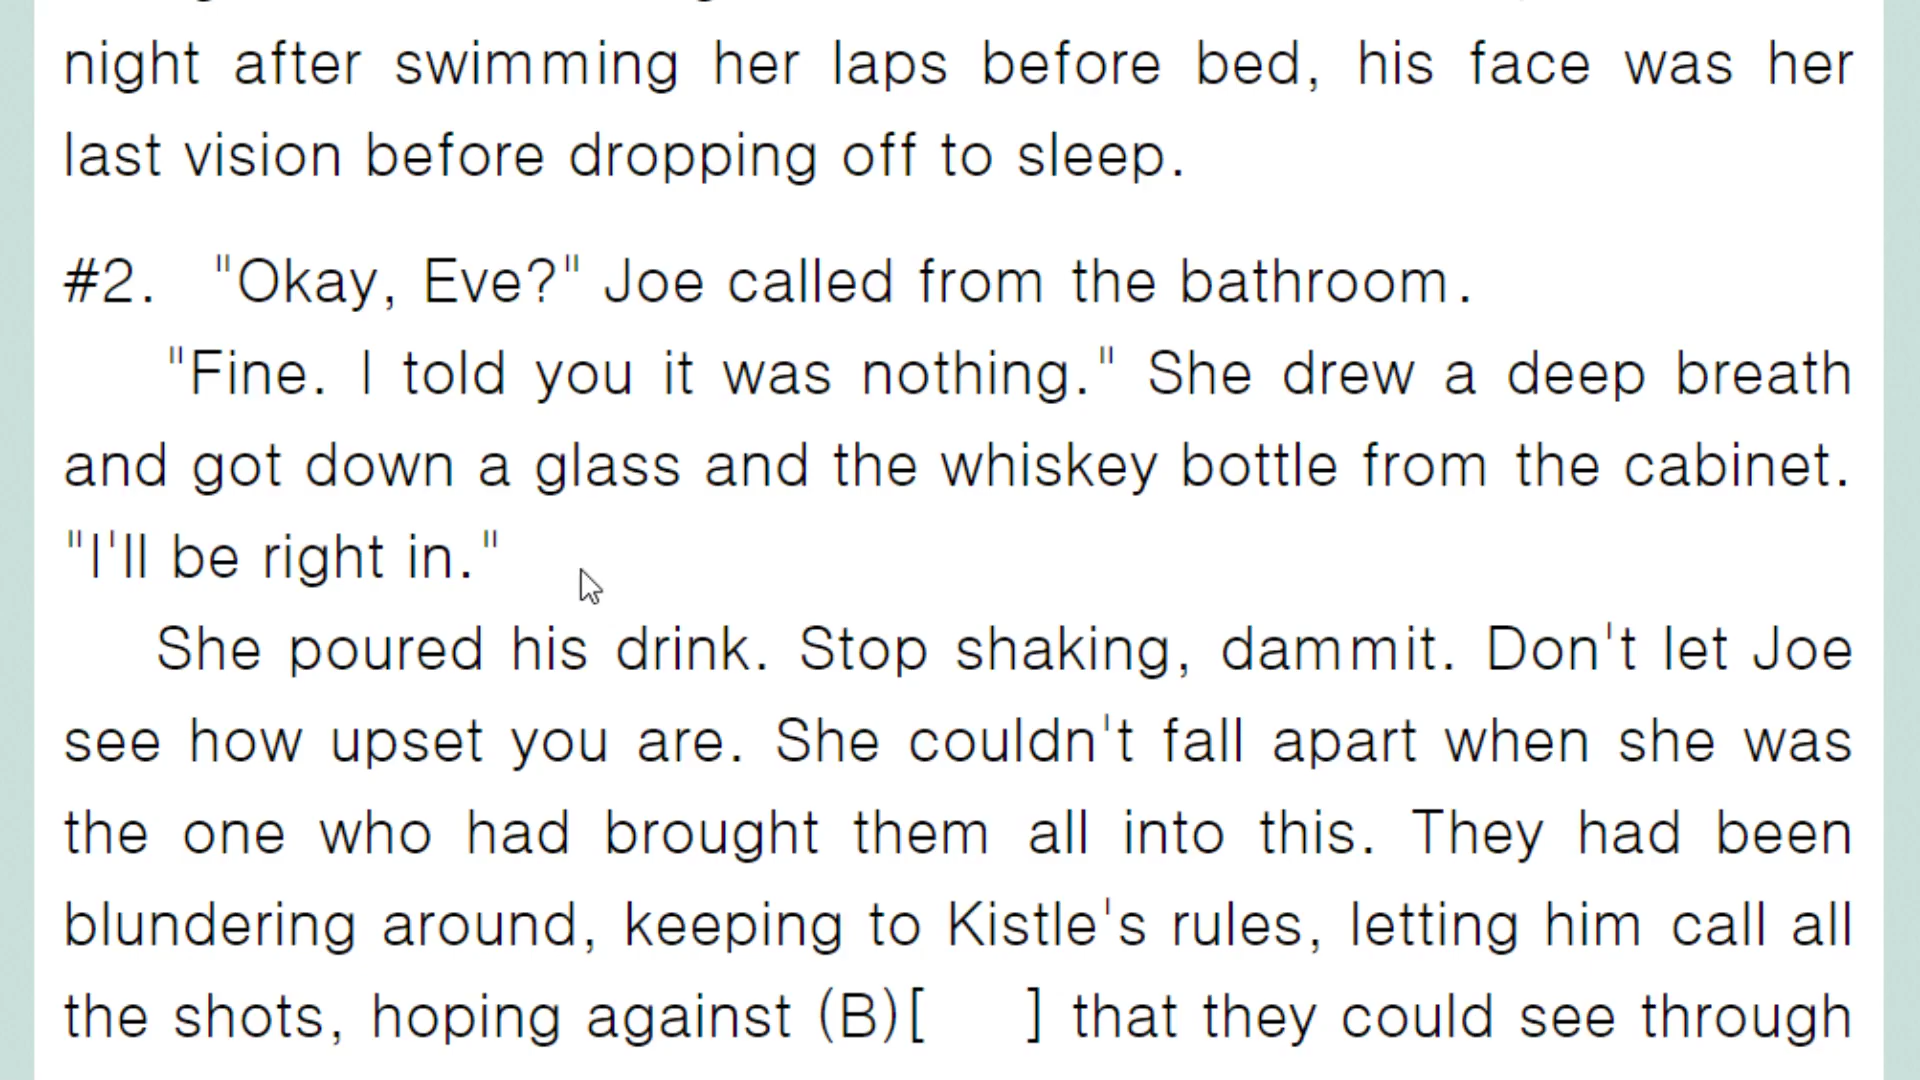 night after swimming her laps before bed, his face was her
last vision before dropping off to sleep.
#2. "Okay, Eve?" Joe called from the bathroom.
"Fine. I told you it was nothing." She drew a deep breath
and got down a glass and the whiskey bottle from the cabinet.
"I'll be right in."
She poured his drink. Stop shaking, dammit. Don't let Joe
see how upset you are. She couldn't fall apart when she was
the one who had brought them all into this. They had been
blundering around, keeping to Kistle's rules, letting him call all
the shots, hoping against (B)[ ] that they could see through